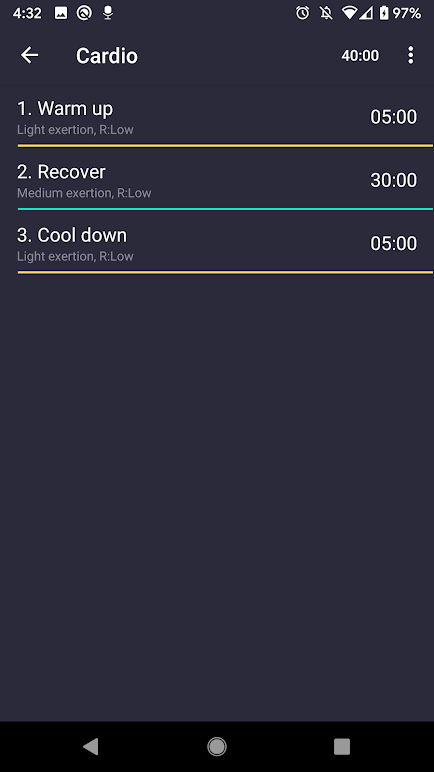 4:32
97%
Cardio
40:00
1. Warm up
05:00
Light exertion, R:Low
2. Recover
30:00
Medium exertion, R:Low
3. Cool down
05:00
Light exertion, R:Low